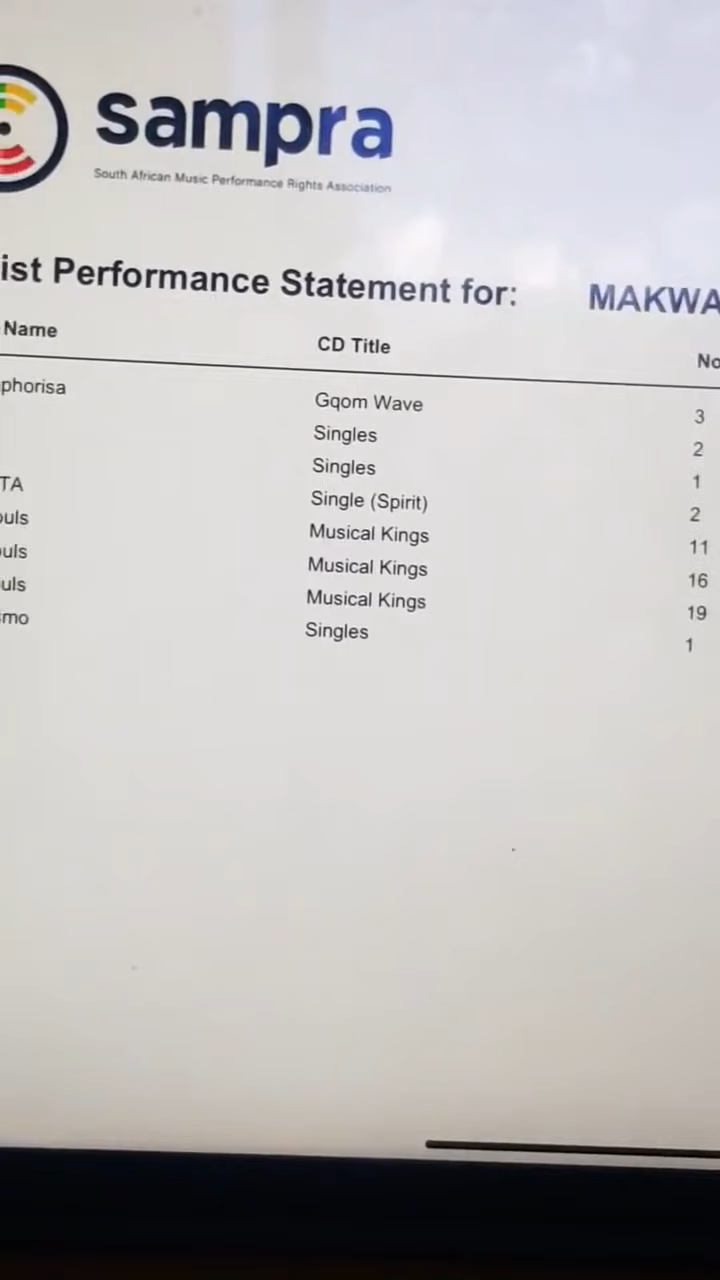 sampra
South African Music Performance Rights Association
ist Performance Statement for: MAKWA
Name CD Title No
phorisa Gqom Wave 3
Singles 2
Singles 1
TA Single (Spirit) 2
ouls Musical Kings 11
uls Musical Kings 16
uls Musical Kings 19
mo Singles 1